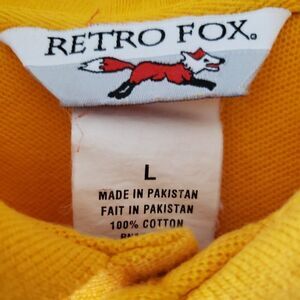 RETRO FOX®
L
MADE IN PAKISTAN
FAIT IN PAKISTAN
100% COTTON